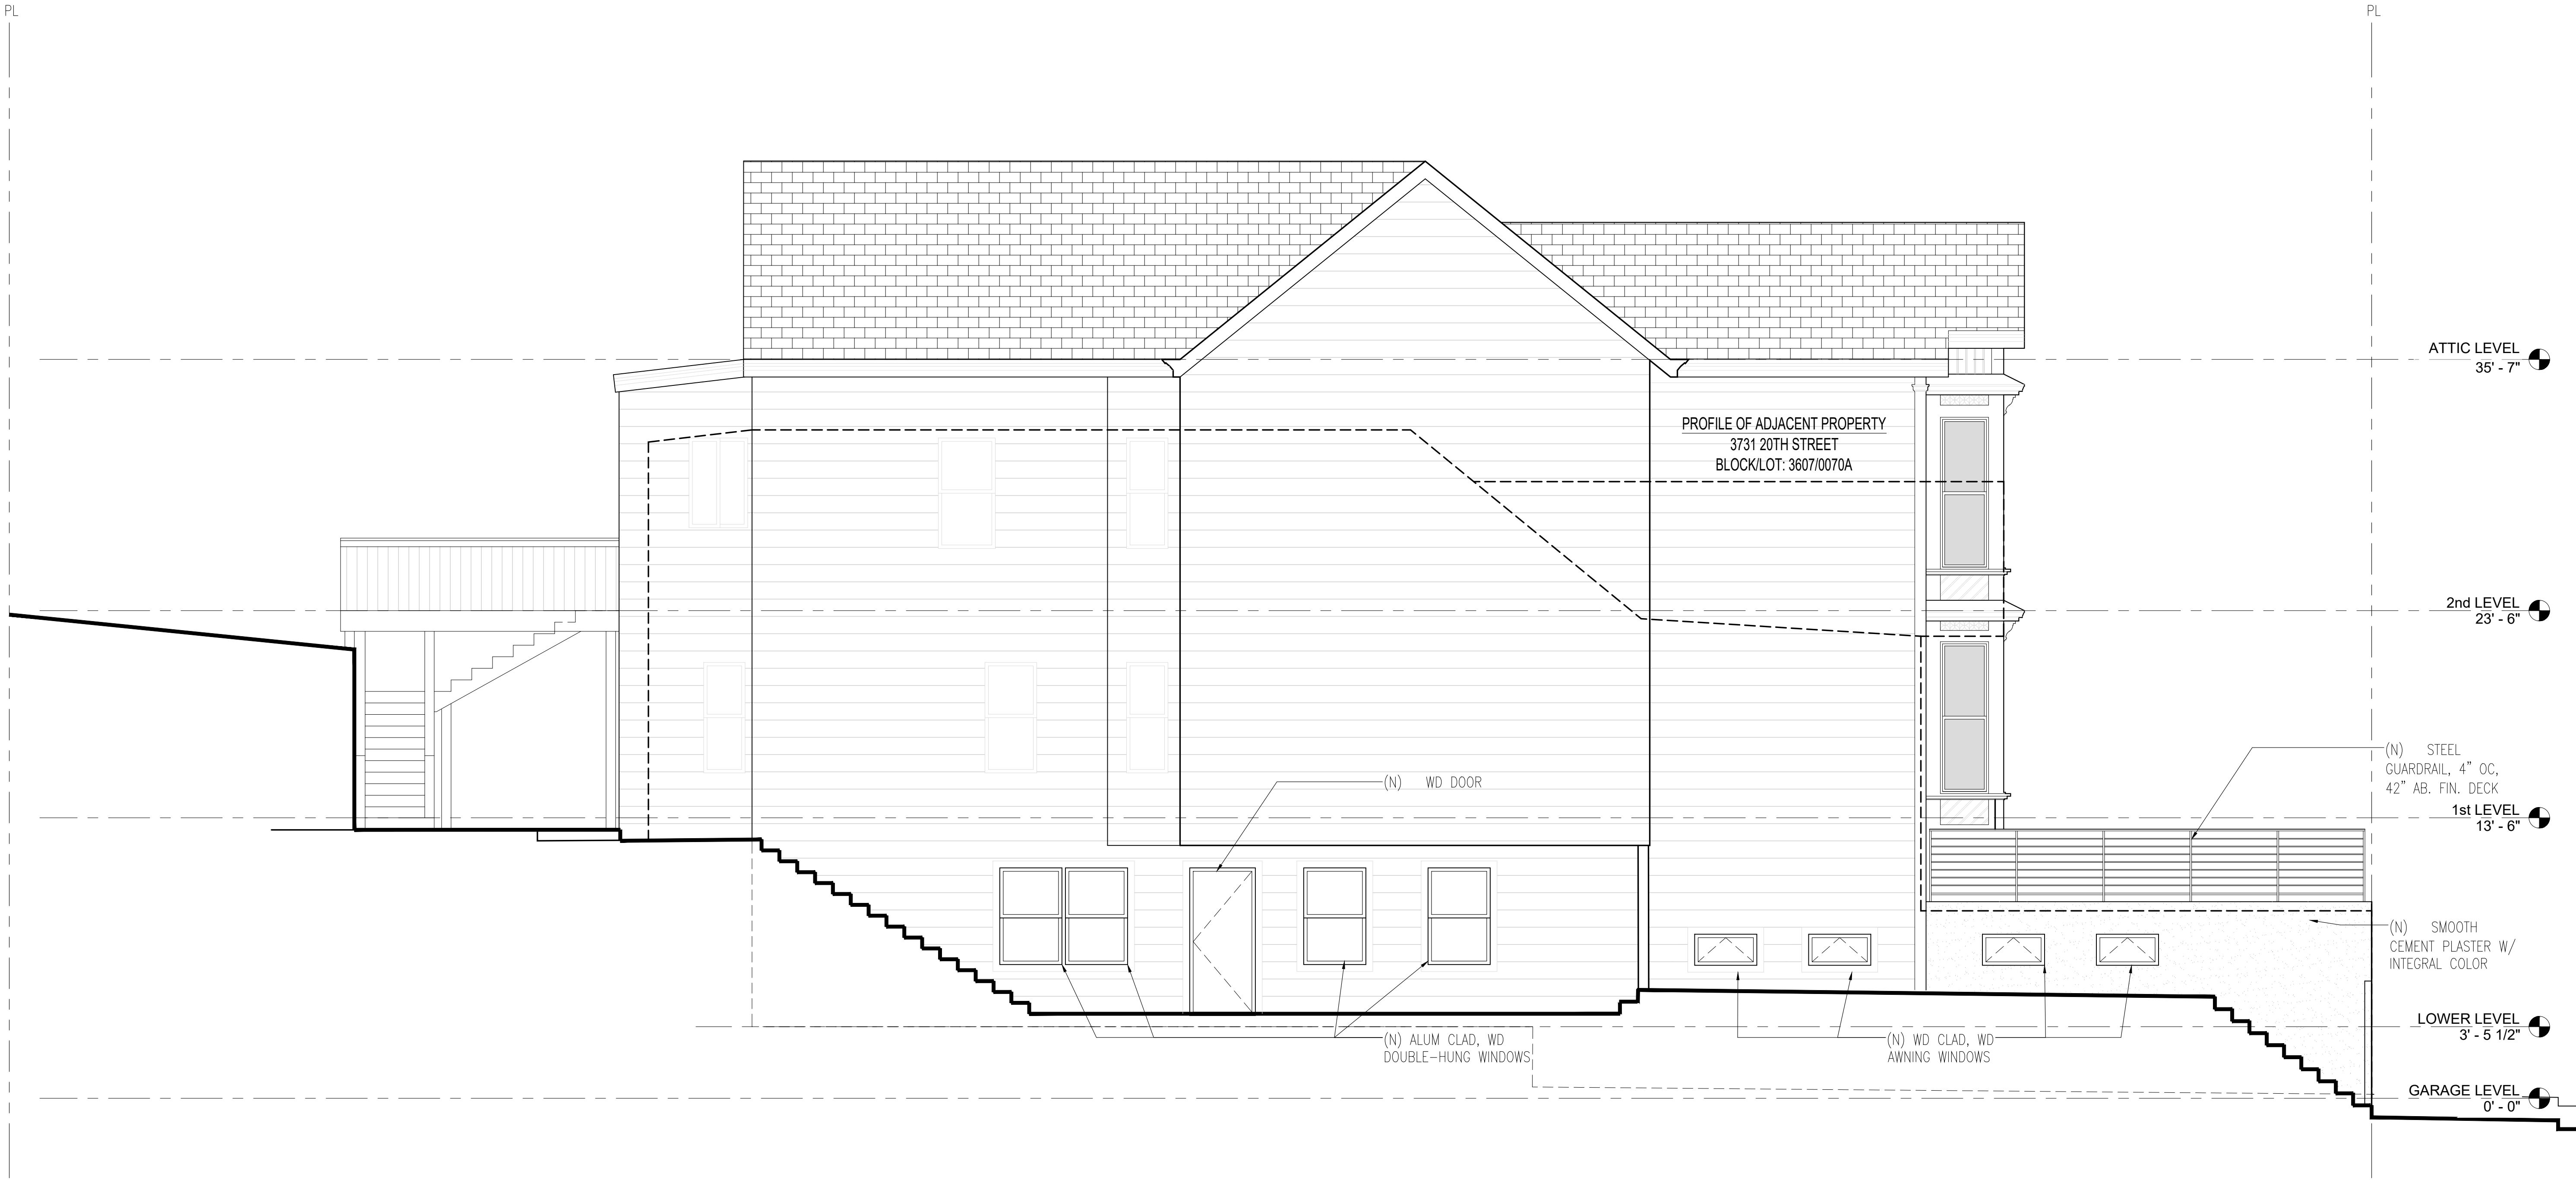 PL
PL
ATTIC LEVEL
35' - 7"
PROFILE OF ADJACENT PROPERTY
3731 20TH STREET
BLOCK/LOT: 3607/0070A
2nd LEVEL
23' - 6"
(N) STEEL
GUARDRAIL, 4" OC,
42" AB. FIN. DECK
(N) WD DOOR
1st LEVEL
13' - 6"
(N) SMOOTH
CEMENT PLASTER W/
INTEGRAL COLOR
LOWER LEVEL
3' - 5 1/2"
(N) ALUM CLAD, WD
DOUBLE-HUNG WINDOWS
(N) WD CLAD, WD
AWNING WINDOWS
GARAGE LEVEL
0' - 0"